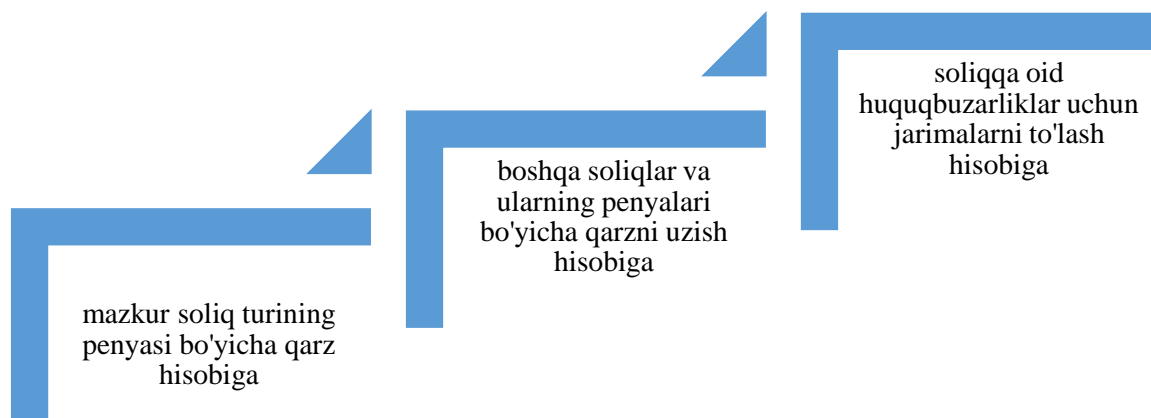 mazkur soliq turining
penyasi bo'yicha qarz
hisobiga
boshqa soliqlar va
ularning penyalari
bo'yicha qarzni uzish
hisobiga
soliqqa oid
huquqbuzarliklar uchun
jarimalarni to'lash
hisobiga